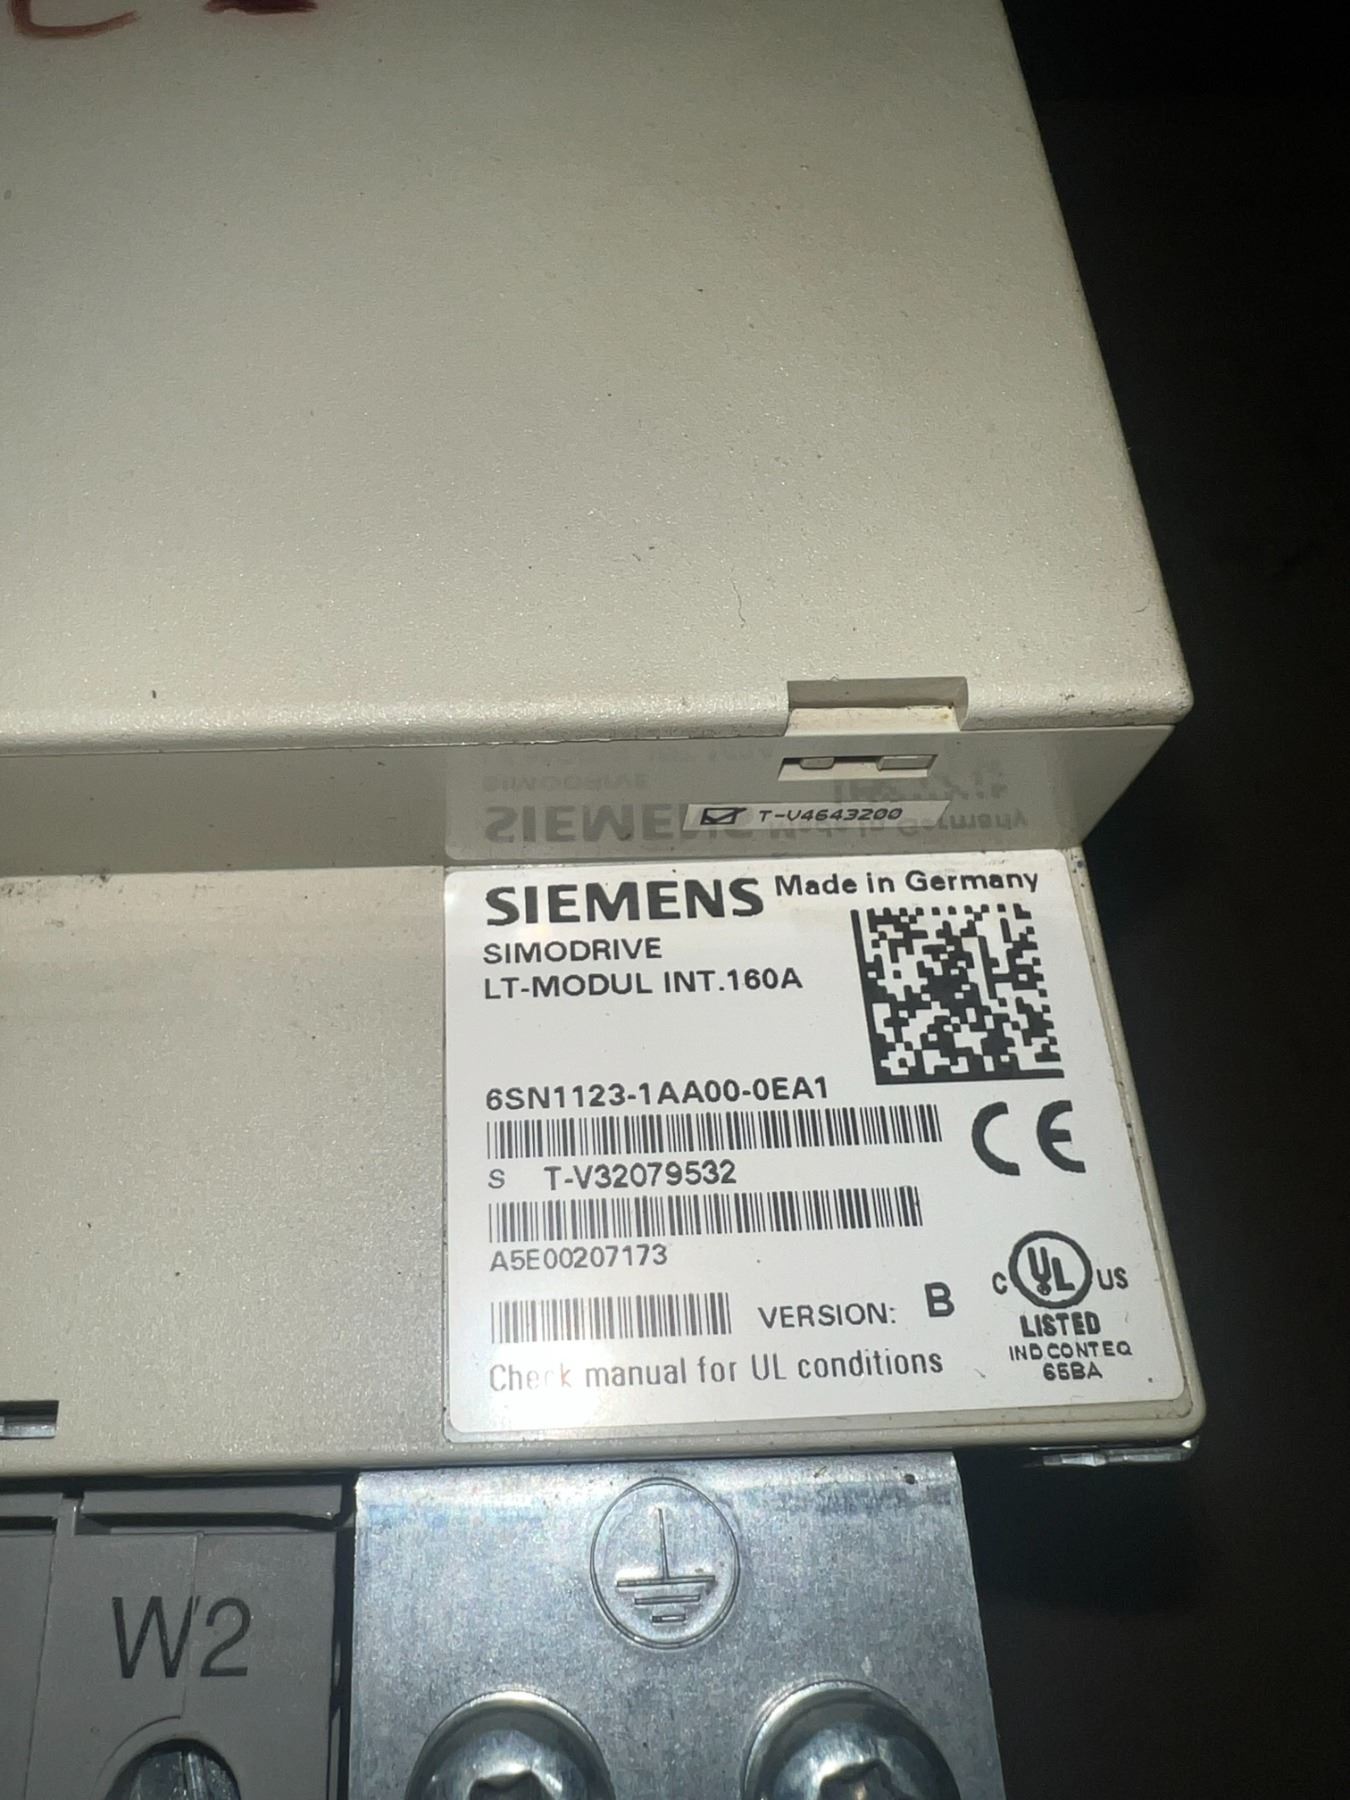 T-V4643200
SIEMENS Made in Germany
SIMODRIVE
LT-MODUL INT.160A
6SN1123-1AA00-0EA1
S T-V32079532
A5E00207173
VERSION: B
Check manual for UL conditions
C UL US
LISTED
IND CONT EQ
65BA
CE
W2